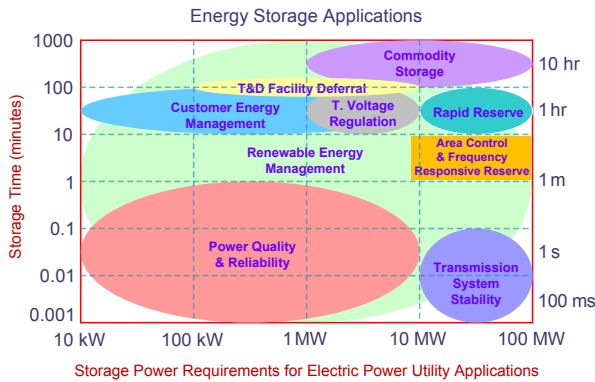 Energy Storage Applications
Storage Time (minutes)
1000
100
10
1
0.1
0.01
0.001
Commodity
Storage
T&D Facility Deferral
Customer Energy
Management
T. Voltage
Regulation
Rapid Reserve
Renewable Energy
Management
Area Control
& Frequency
Responsive Reserve
Power Quality
& Reliability
Transmission
System
Stability
10 hr
1 hr
1 m
1 s
100 ms
10 kW
100 kW
1 MW
10 MW
100 MW
Storage Power Requirements for Electric Power Utility Applications